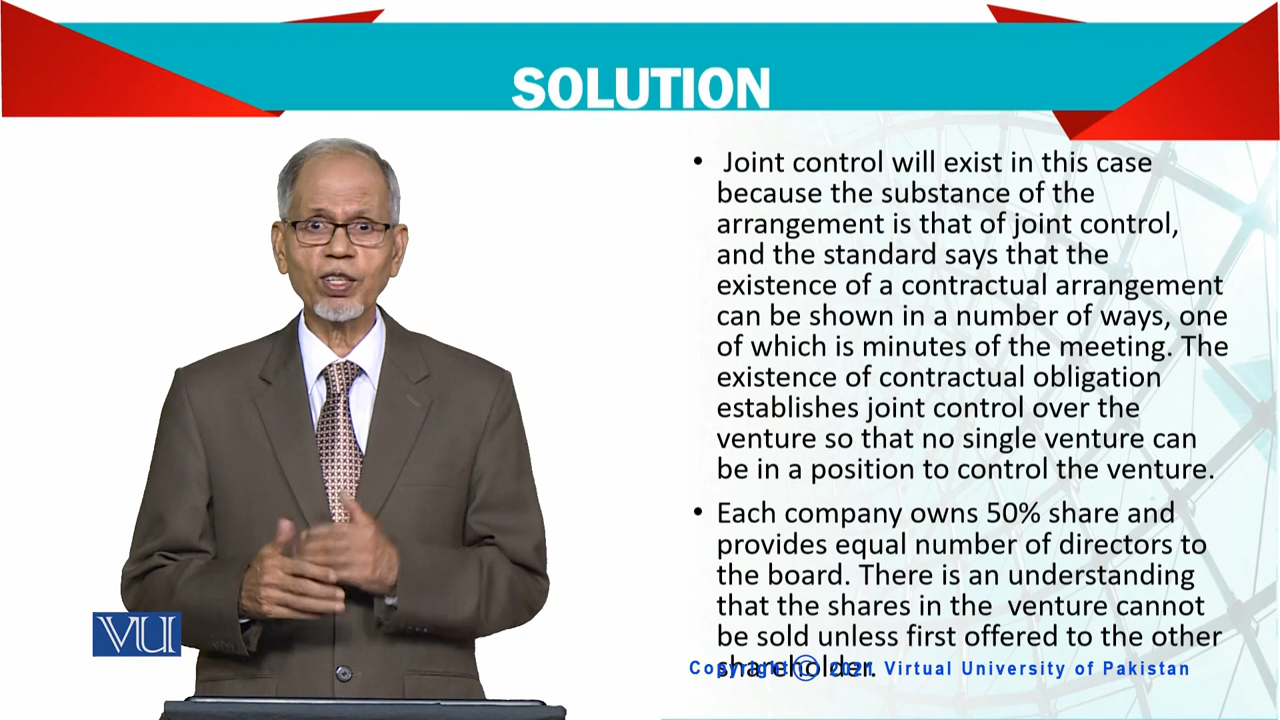 SOLUTION
• Joint control will exist in this case
because the substance of the
arrangement is that of joint control,
and the standard says that the
existence of a contractual arrangement
can be shown in a number of ways, one
of which is minutes of the meeting. The
existence of contractual obligation
establishes joint control over the
venture so that no single venture can
be in a position to control the venture.
• Each company owns 50% share and
provides equal number of directors to
the board. There is an understanding
that the shares in the venture cannot
be sold unless first offered to the other
shareholder.
Copyright © 2021 Virtual University of Pakistan
VU